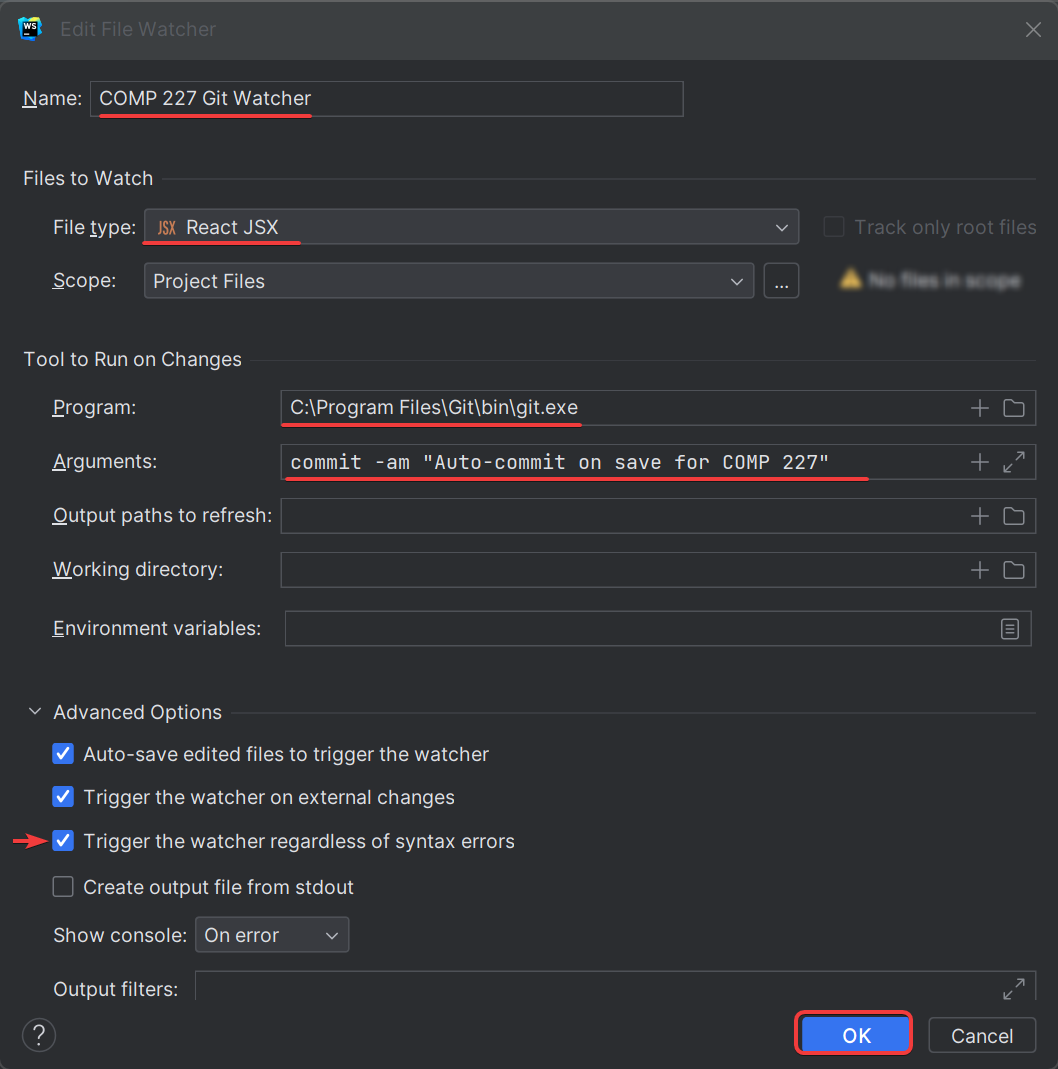 WS
Edit File Watcher
Name: COMP 227 Git Watcher
Files to Watch
File type: JSX React JSX Track only root files
Scope: Project Files ... No files in scope
Tool to Run on Changes
Program: C:\Program Files\Git\bin\git.exe
Arguments: commit -am "Auto-commit on save for COMP 227"
Output paths to refresh:
Working directory:
Environment variables:
Advanced Options
Auto-save edited files to trigger the watcher
Trigger the watcher on external changes
Trigger the watcher regardless of syntax errors
Create output file from stdout
Show console: On error
Output filters:
? OK Cancel